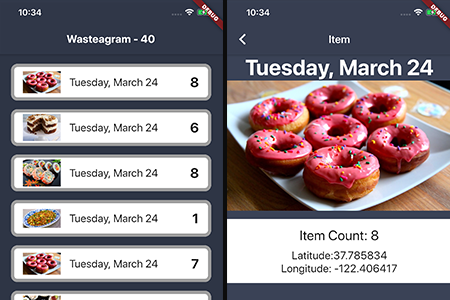 10:34
DEBUG
Wasteagram - 40
Tuesday, March 24 8
Tuesday, March 24 6
Tuesday, March 24 8
Tuesday, March 24 1
Tuesday, March 24 7
10:34
DEBUG
Item
Tuesday, March 24
Item Count: 8
Latitude:37.785834
Longitude: -122.406417